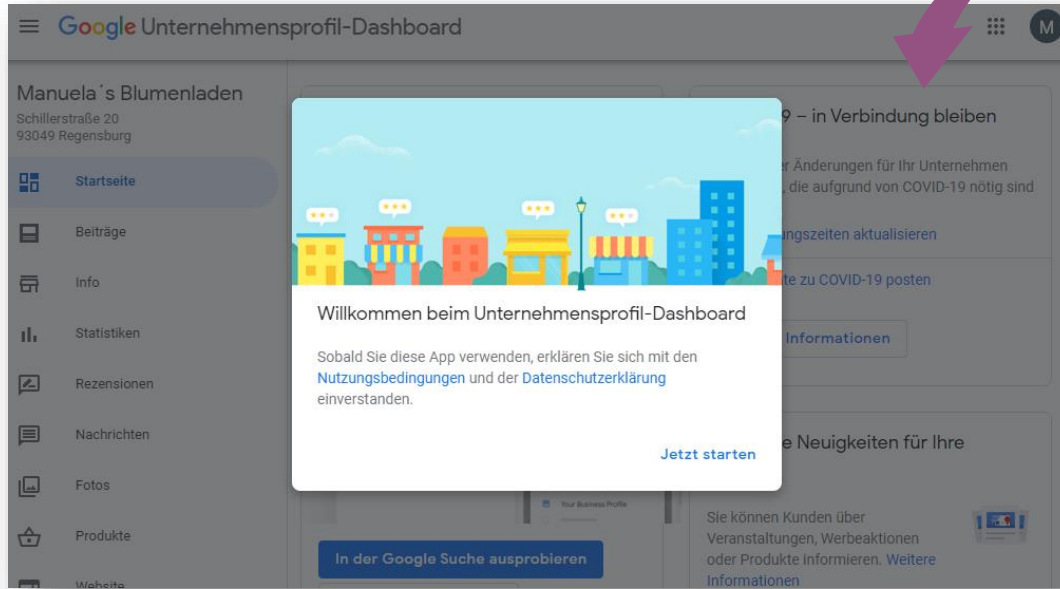 Google Unternehmensprofil-Dashboard
M
Manuela´s Blumenladen
Schillerstraße 20
93049 Regensburg
Startseite
Beiträge
Info
Statistiken
Rezensionen
Nachrichten
Fotos
Produkte
Website
Willkommen beim Unternehmensprofil-Dashboard
Sobald Sie diese App verwenden, erklären Sie sich mit den
Nutzungsbedingungen und der Datenschutzerklärung
einverstanden.
Jetzt starten
Your Business Profile
In der Google Suche ausprobieren
9 – in Verbindung bleiben
Änderungen für Ihr Unternehmen
, die aufgrund von COVID-19 nötig sind
aktualisieren
zu COVID-19 posten
Informationen
Neuigkeiten für Ihre
Sie können Kunden über
Veranstaltungen, Werbeaktionen
oder Produkte informieren. Weitere
Informationen